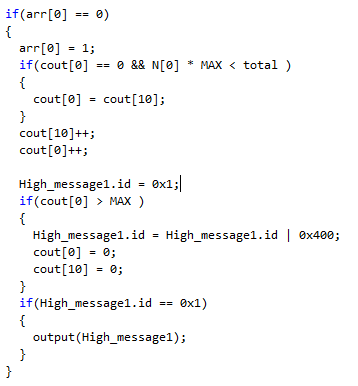 if(arr[0] == 0)
{
arr[0] = 1;
if(cout[0] == 0 && N[0] * MAX < total )
{
cout[0] = cout[10];
}
cout[10]++;
cout[0]++;
High_message1.id = 0x1;
if(cout[0] > MAX )
{
High_message1.id = High_message1.id | 0x400;
cout[0] = 0;
cout[10] = 0;
}
if(High_message1.id == 0x1)
{
output(High_message1);
}
}